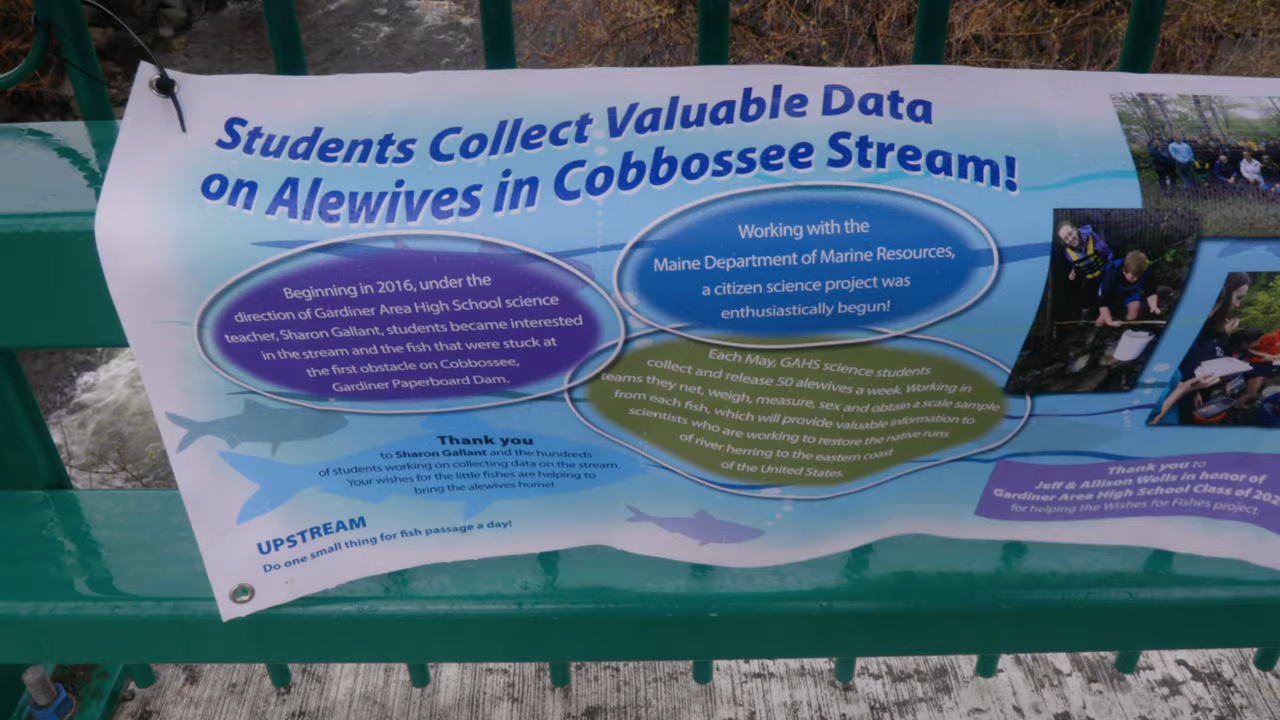 Students Collect Valuable Data
on Alewives in Cobbossee Stream!
Beginning in 2016, under the
direction of Gardiner Area High School science
teacher, Sharon Gallant, students became interested
in the stream and the fish that were stuck at
the first obstacle on Cobbossee,
Gardiner Paperboard Dam.
Working with the
Maine Department of Marine Resources,
a citizen science project was
enthusiastically begun!
Each May, GAHS science students
collect and release 50 alewives a week. Working in
teams they net, weigh, measure, sex and obtain a scale sample
from each fish, which will provide valuable information to
scientists who are working to restore the native runs
of river herring to the eastern coast
of the United States.
Thank you
to Sharon Gallant and the hundreds
of students working on collecting data on the stream.
Your wishes for the little fishes are helping to
bring the alewives home!
UPSTREAM
Do one small thing for fish passage a day!
Thank you to
Jeff & Allison Wells in honor of
Gardiner Area High School Class of 202
for helping the Wishes for Fishes project.